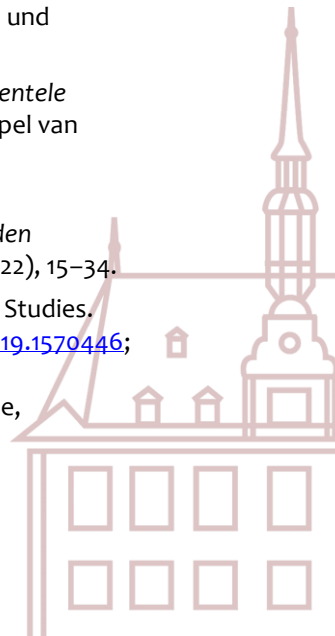 und
entele
pel van
den
22), 15–34.
Studies.
19.1570446;
e,